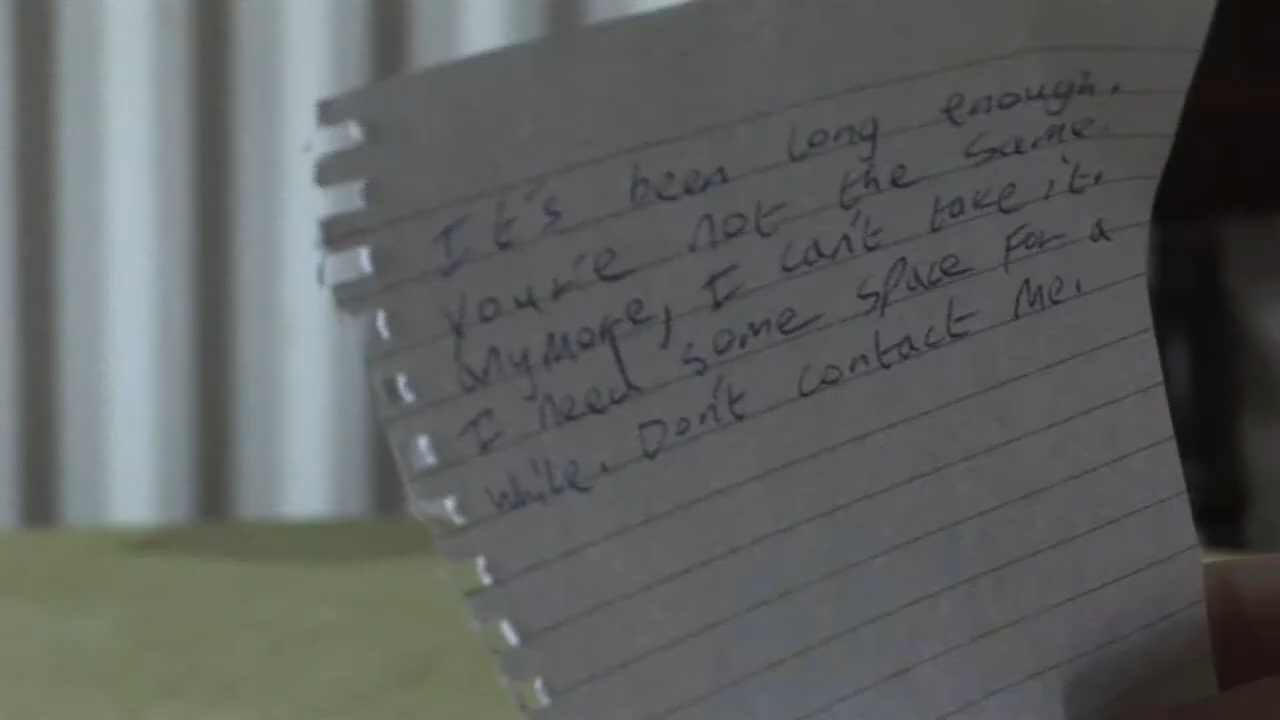 It's been long enough.
you're not the same
anymore, I can't take it.
I need some space for a
while. Don't contact me.